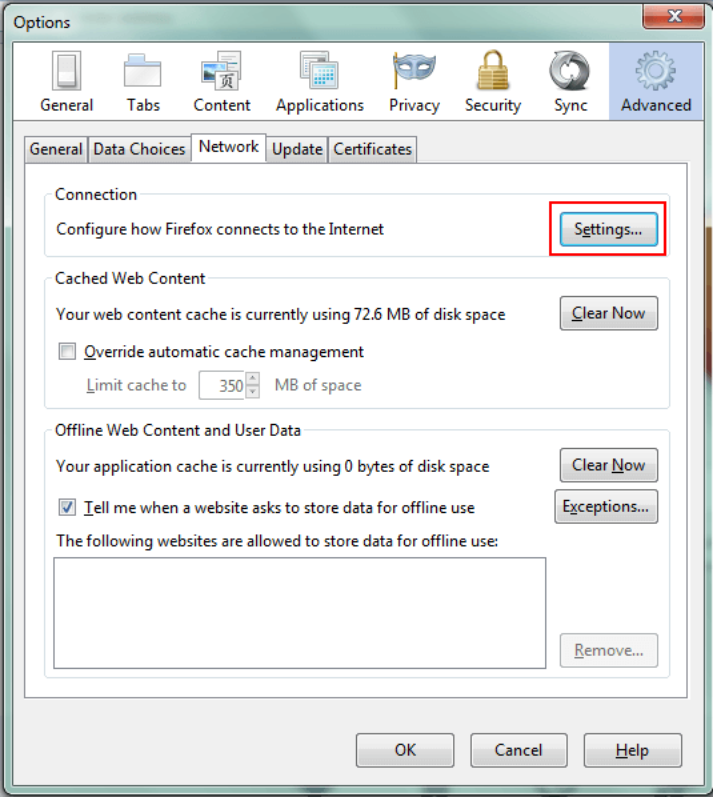 Options
General Tabs Content Applications Privacy Security Sync Advanced
General Data Choices Network Update Certificates
Connection
Configure how Firefox connects to the Internet Settings...
Cached Web Content
Your web content cache is currently using 72.6 MB of disk space Clear Now
Override automatic cache management
Limit cache to 350 MB of space
Offline Web Content and User Data
Your application cache is currently using 0 bytes of disk space Clear Now
Tell me when a website asks to store data for offline use Exceptions...
The following websites are allowed to store data for offline use:
Remove...
OK Cancel Help